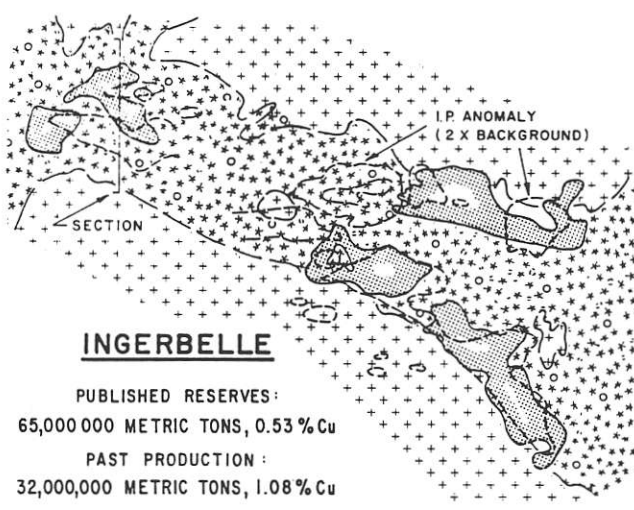 I.P. ANOMALY
(2 X BACKGROUND)
SECTION
INGERBELLE
PUBLISHED RESERVES:
65,000 000 METRIC TONS, 0.53 % Cu
PAST PRODUCTION :
32,000,000 METRIC TONS, 1.08 % Cu